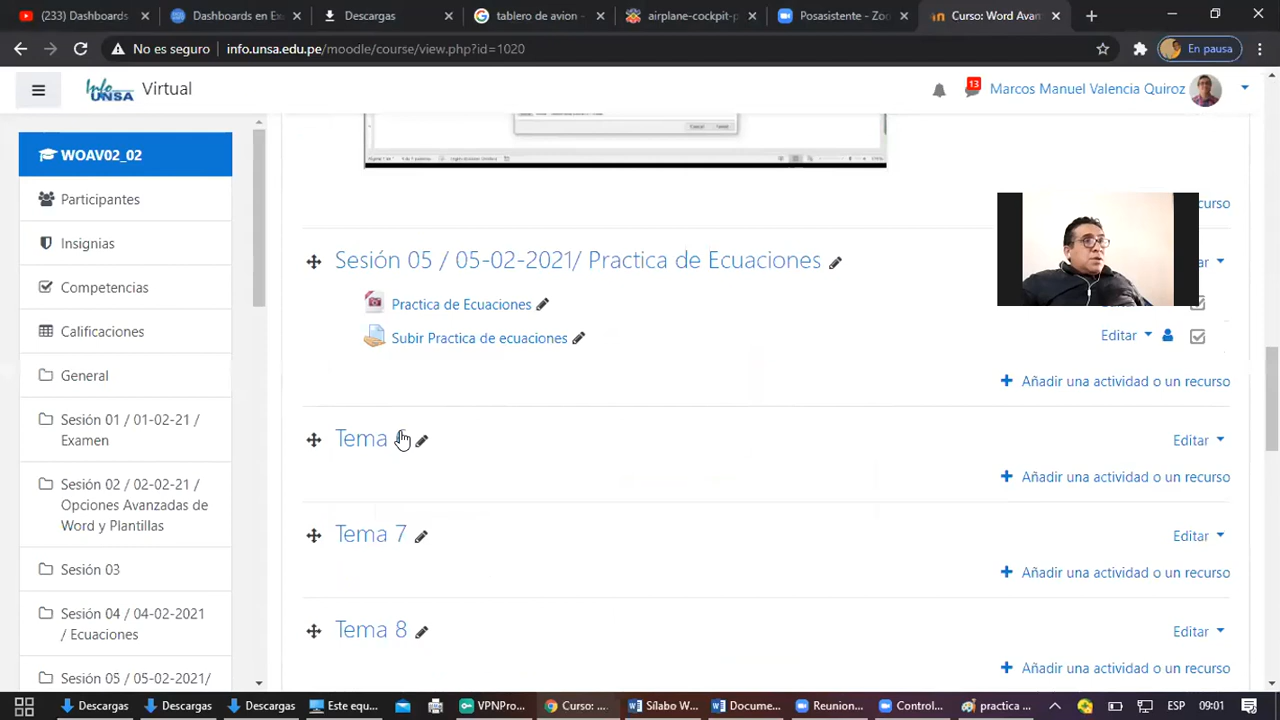 (233) Dashboards
Dashboards en Ex
Descargas
tablero de avion -
airplane-cockpit-p
Posasistente - Zoo
Curso: Word Avan
No es seguro
info.unsa.edu.pe/moodle/course/view.php?id=1020
En pausa
Info
UNSA
Virtual
13
Marcos Manuel Valencia Quiroz
WOAV02_02
Participantes
Insignias
Competencias
Calificaciones
General
Sesión 01 / 01-02-21 /
Examen
Sesión 02 / 02-02-21 /
Opciones Avanzadas de
Word y Plantillas
Sesión 03
Sesión 04 / 04-02-2021
/ Ecuaciones
Sesión 05 / 05-02-2021/
curso
Sesión 05 / 05-02-2021/ Practica de Ecuaciones
ar
Practica de Ecuaciones
Subir Practica de ecuaciones
Editar
Añadir una actividad o un recurso
Tema
Editar
Añadir una actividad o un recurso
Tema 7
Editar
Añadir una actividad o un recurso
Tema 8
Editar
Añadir una actividad o un recurso
Descargas
Descargas
Descargas
Este equ...
VPNPro...
Curso: ...
Sílabo W...
Docume...
Reunion...
Control...
practica ...
ESP
09:01